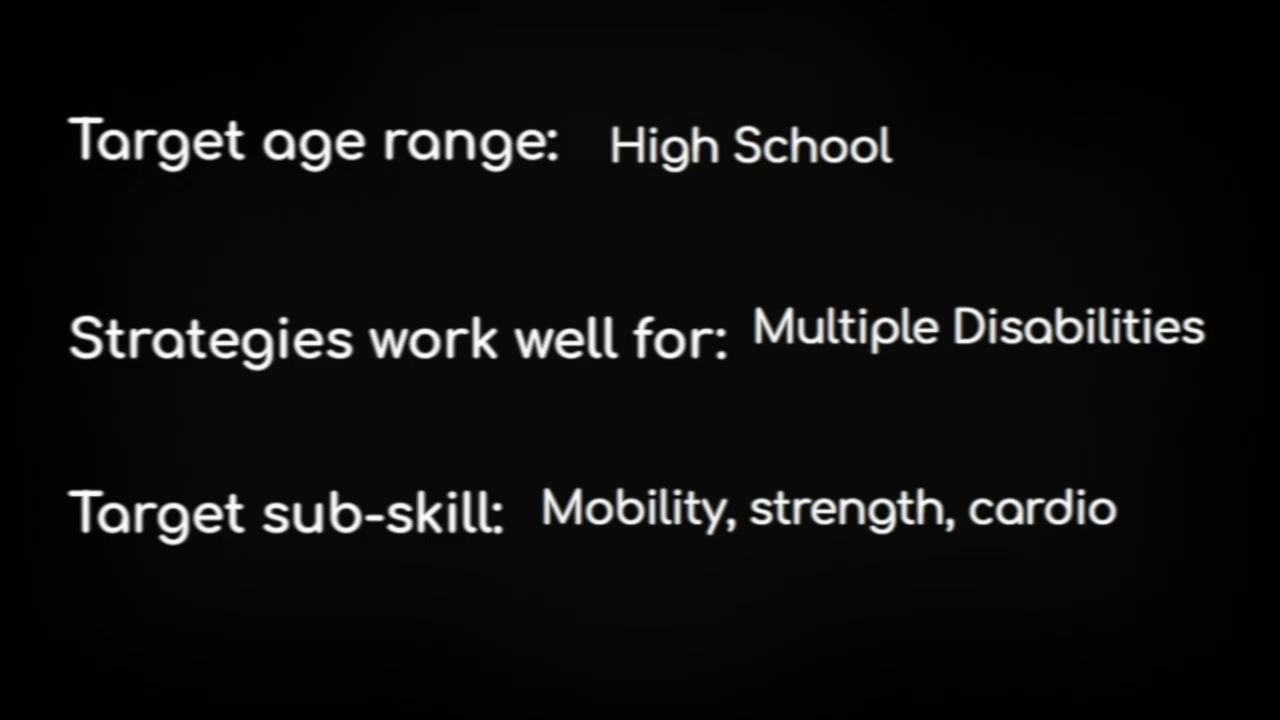 Target age range: High School
Strategies work well for: Multiple Disabilities
Target sub-skill: Mobility, strength, cardio